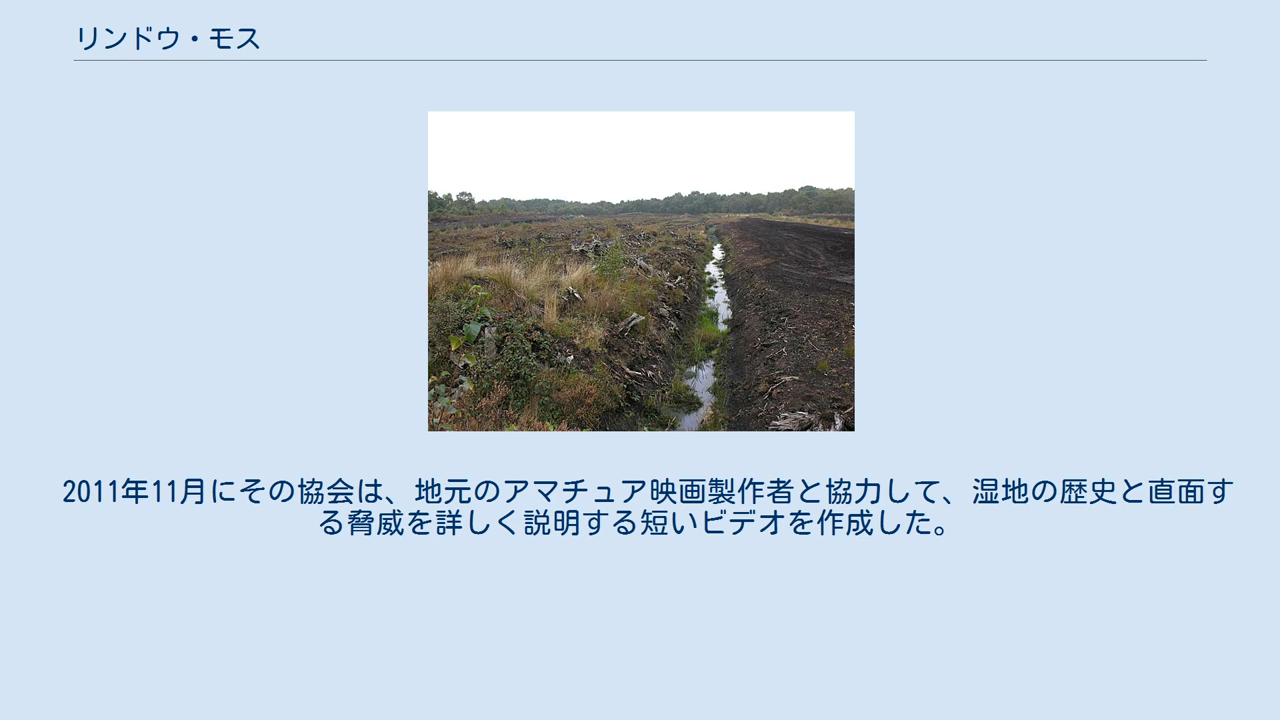 リンドウ・モス
2011年11月にその協会は、地元のアマチュア映画製作者と協力して、湿地の歴史と直面す
る脅威を詳しく説明する短いビデオを作成した。